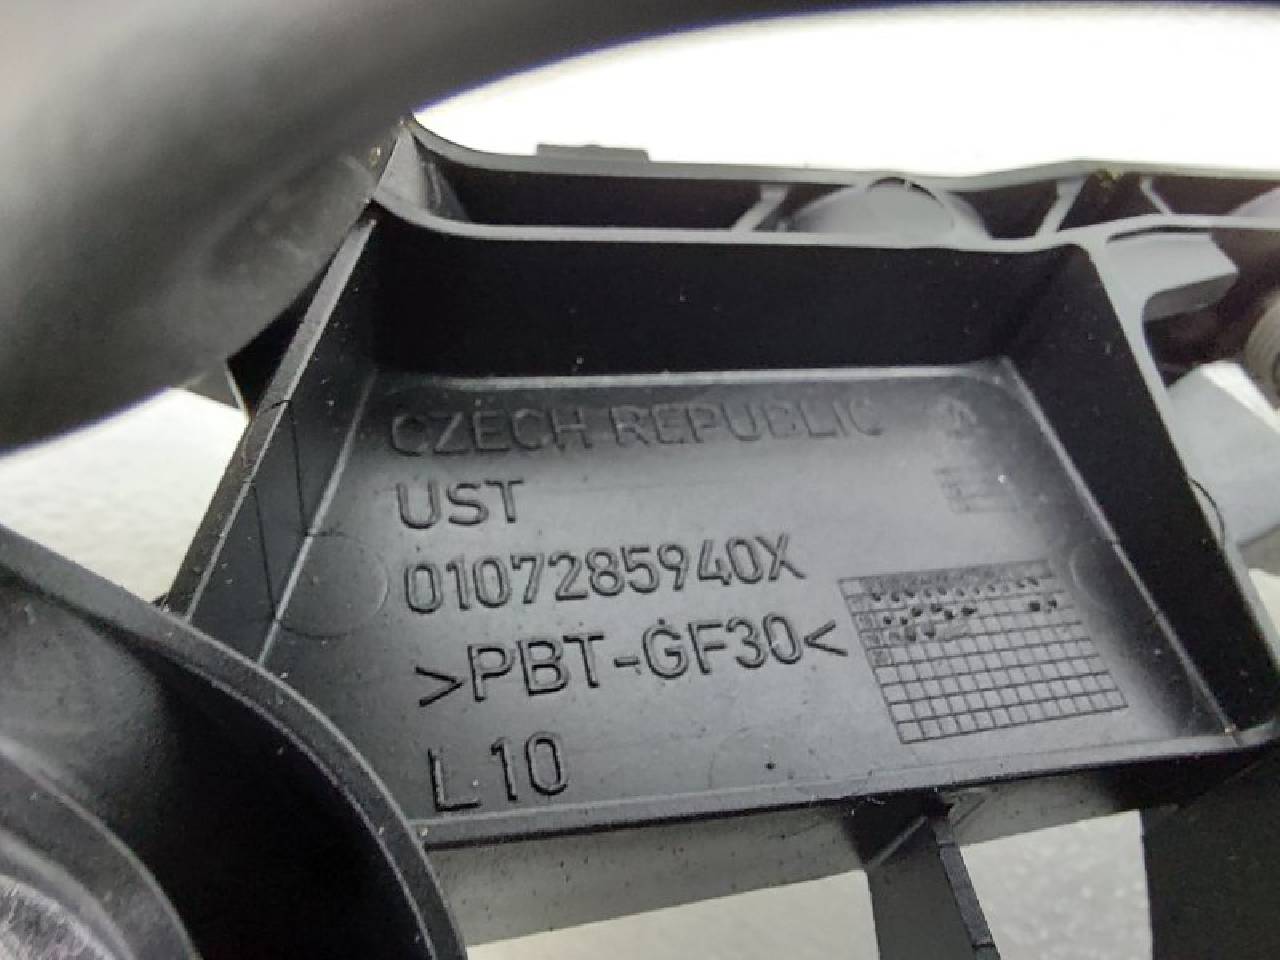 CZECH REPUBLIC
UST
0107285940X
>PBT-GF30<
L10